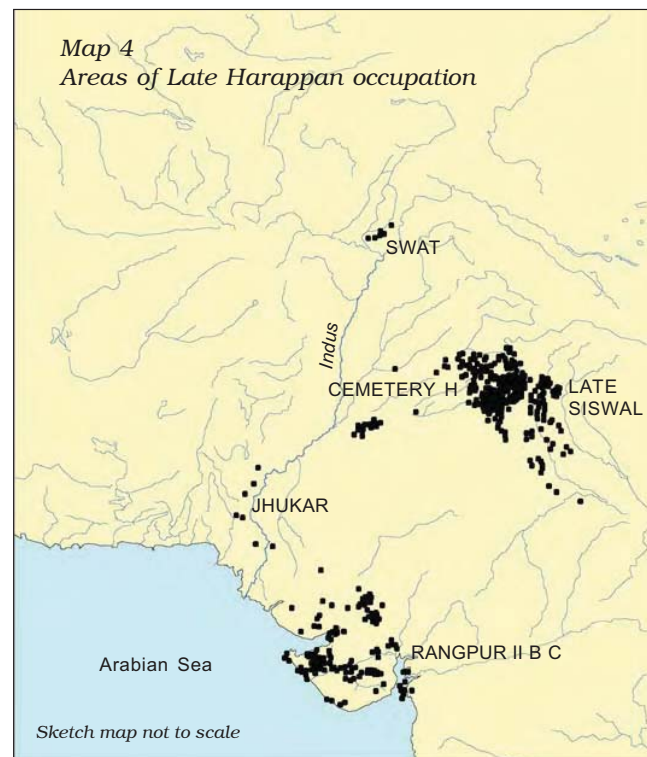 Map 4
Areas of Late Harappan occupation
SWAT
Indus
CEMETERY H
LATE
SISWAL
JHUKAR
RANGPUR II B C
Arabian Sea
Sketch map not to scale